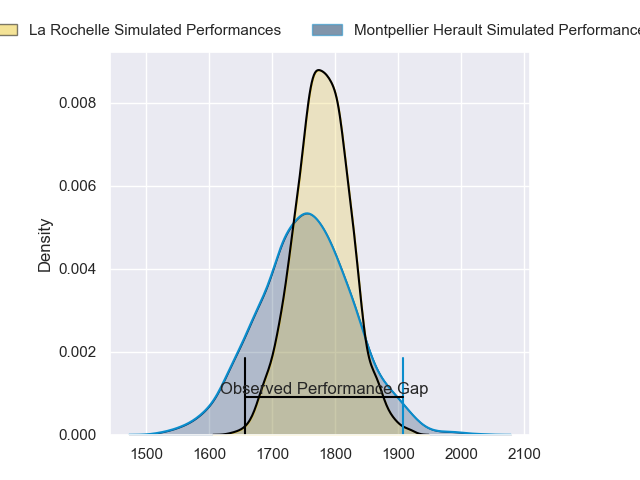 La Rochelle Simulated Performances
Montpellier Herault Simulated Performance
0.008
0.006
0.004
0.002
0.000
Density
Observed Performance Gap
1500 1600 1700 1800 1900 2000 2100